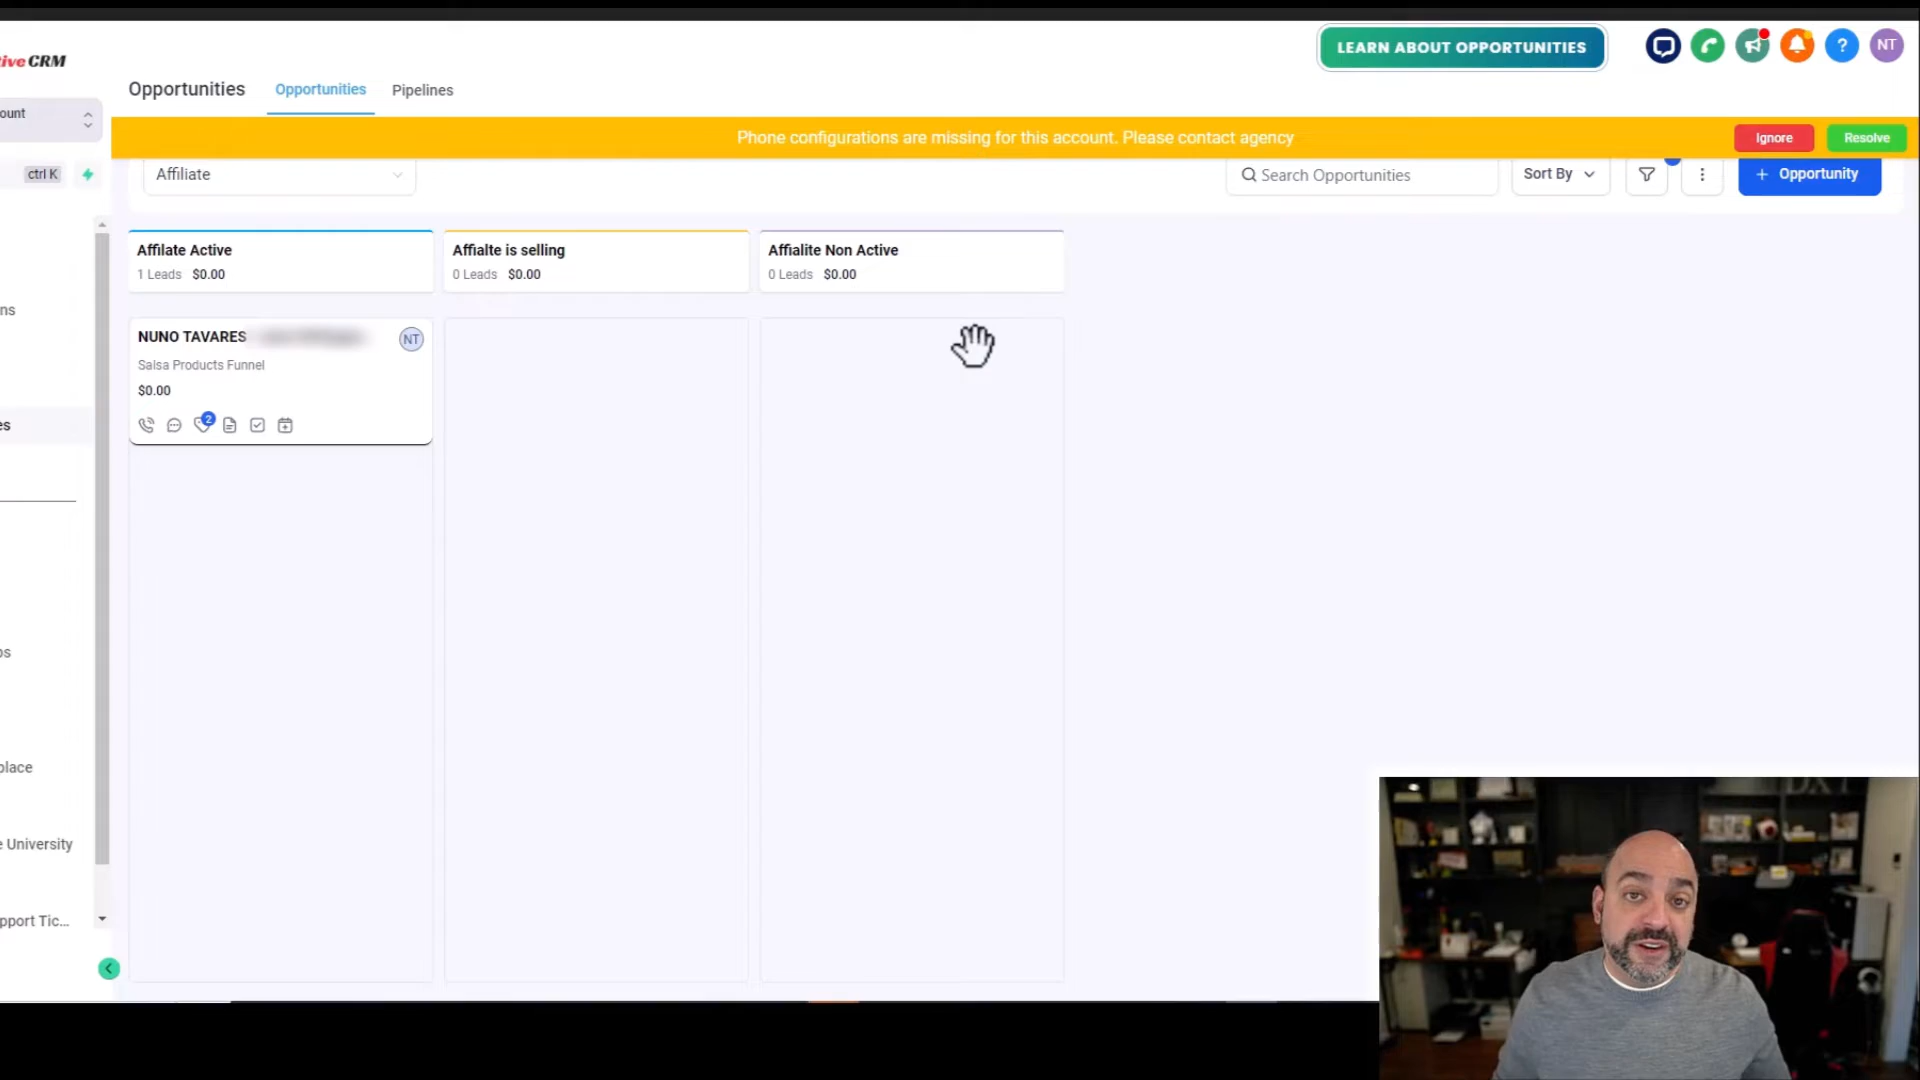 tive CRM
LEARN ABOUT OPPORTUNITIES
?
NT
Opportunities
Opportunities
Pipelines
ount
Phone configurations are missing for this account. Please contact agency
Ignore
Resolve
ctrl K
Affiliate
Search Opportunities
Sort By
+ Opportunity
Affilate Active
1 Leads $0.00
Affialte is selling
0 Leads $0.00
Affialite Non Active
0 Leads $0.00
NUNO TAVARES
NT
Salsa Products Funnel
$0.00
2
ns
es
ps
place
e University
pport Tic...